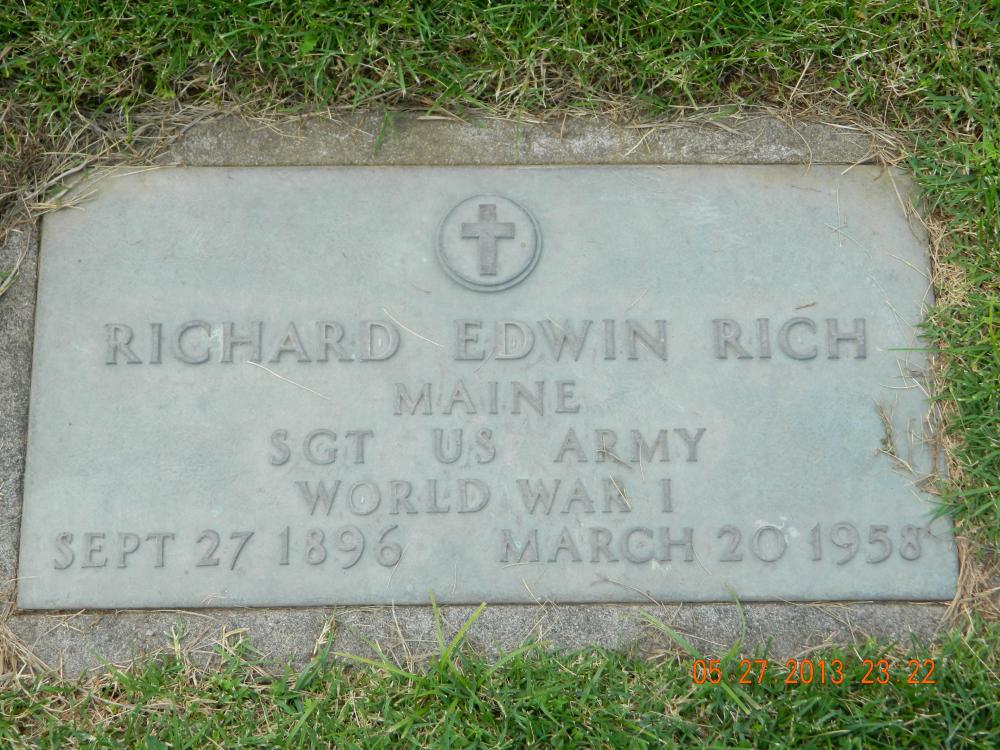 RICHARD EDWIN RICH
MAINE
SGT US ARMY
WORLD WAR I
SEPT 27 1896 MARCH 20 1958
05 27 2013 23 22